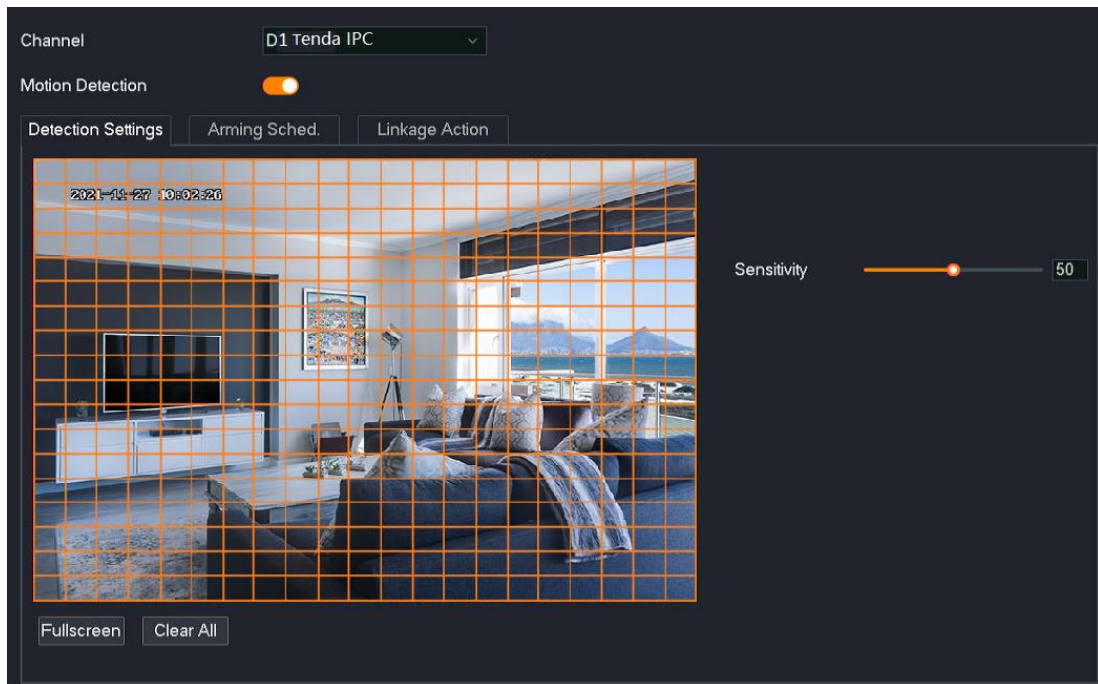 Channel D1 Tenda IPC
Motion Detection
Detection Settings Arming Sched. Linkage Action
2021-11-27 10:02:26
Sensitivity 50
Fullscreen Clear All